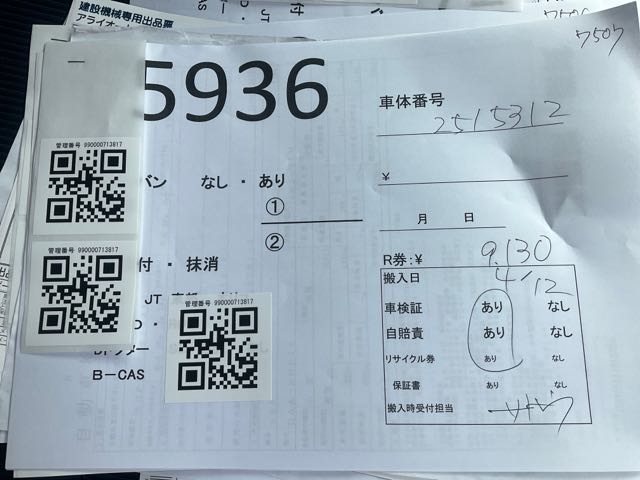 建設機械専用出品票
アライオ
7507
5936
車体番号
2515312
管理番号 990000713817
バン なし・あり
¥
①
月 日
②
管理番号 990000713817
付・抹消
R券:¥ 9,130
搬入日 4/12
JT
車検証 あり なし
管理番号 990000713817
自賠責 あり なし
リサイクル券 あり なし
B-CAS
保証書 あり なし
搬入時受付担当